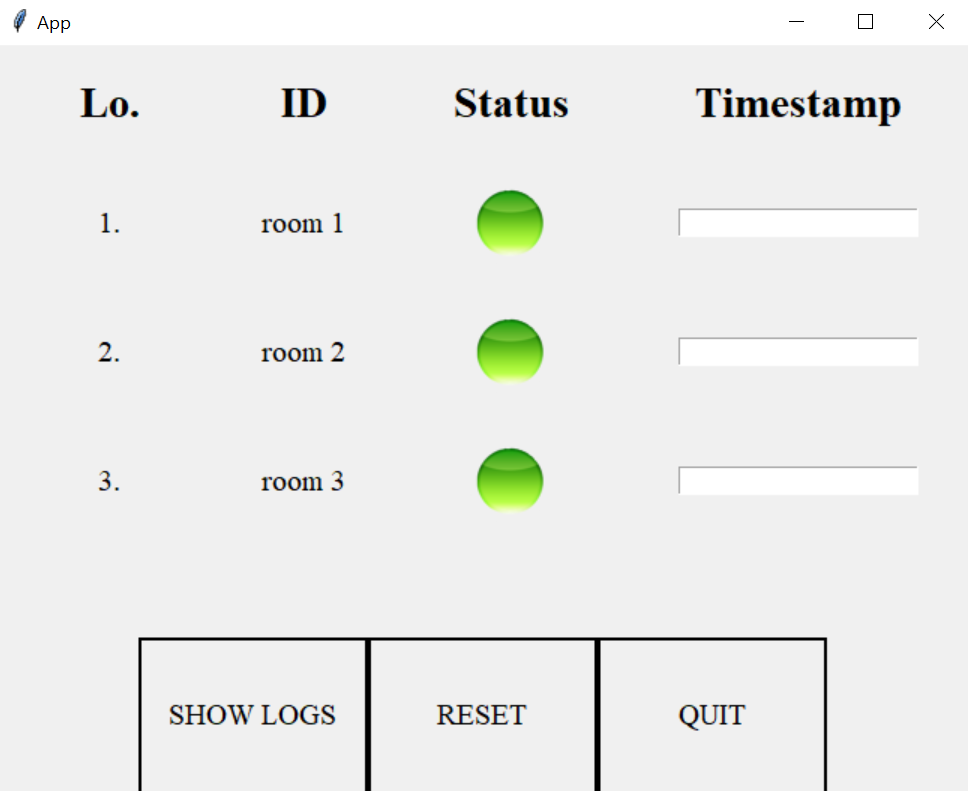 App
Lo. ID Status Timestamp
1. room 1
2. room 2
3. room 3
SHOW LOGS RESET QUIT